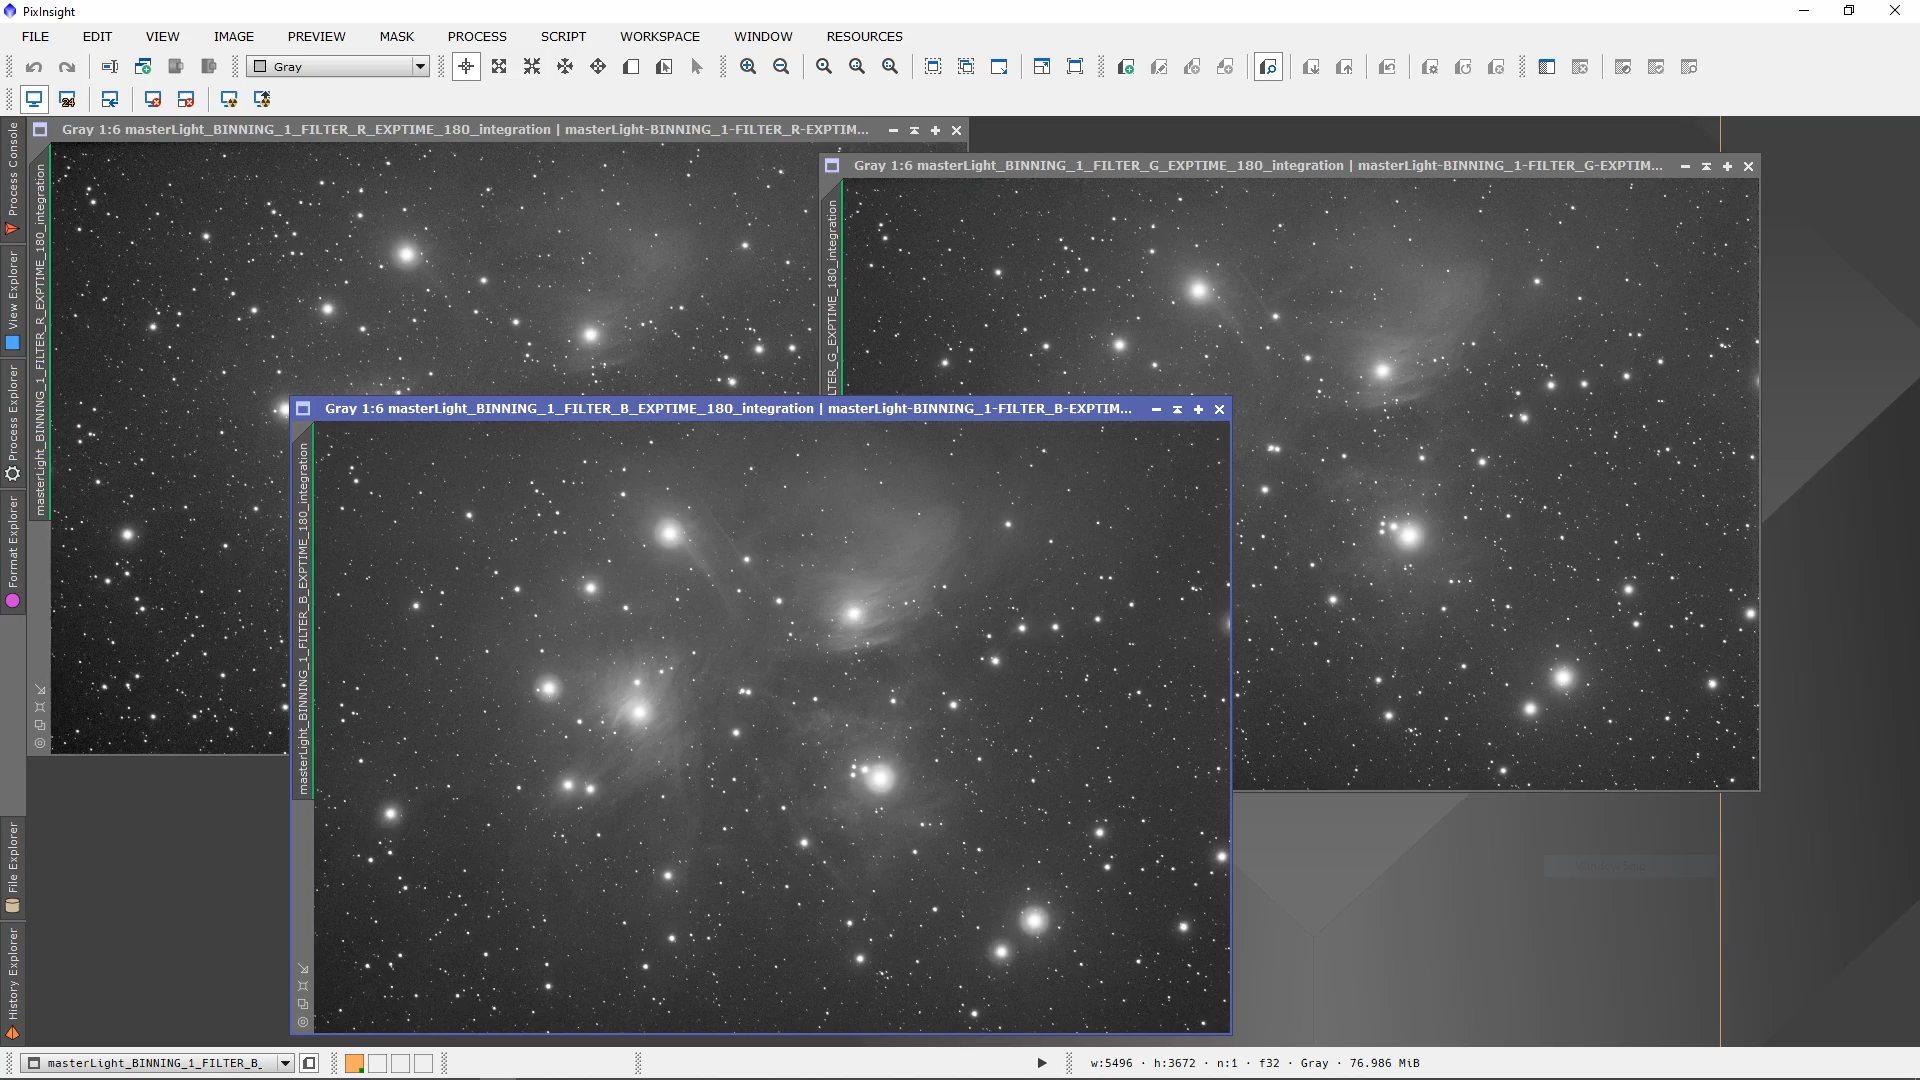 PixInsight
FILE EDIT VIEW IMAGE PREVIEW MASK PROCESS SCRIPT WORKSPACE WINDOW RESOURCES
Gray
24
Gray 1:6 masterLight_BINNING_1_FILTER_R_EXPTIME_180_integration | masterLight-BINNING_1-FILTER_R-EXPTIM...
masterLight_BINNING_1_FILTER_R_EXPTIME_180_integration
Gray 1:6 masterLight_BINNING_1_FILTER_G_EXPTIME_180_integration | masterLight-BINNING_1-FILTER_G-EXPTIM...
LTER_G_EXPTIME_180_integration
Gray 1:6 masterLight_BINNING_1_FILTER_B_EXPTIME_180_integration | masterLight-BINNING_1-FILTER_B-EXPTIM...
masterLight_BINNING_1_FILTER_B_EXPTIME_180_integration
Process Console
View Explorer
Process Explorer
Format Explorer
File Explorer
History Explorer
masterLight_BINNING_1_FILTER_B_
w:5496 · h:3672 · n:1 · f32 · Gray · 76.986 MiB